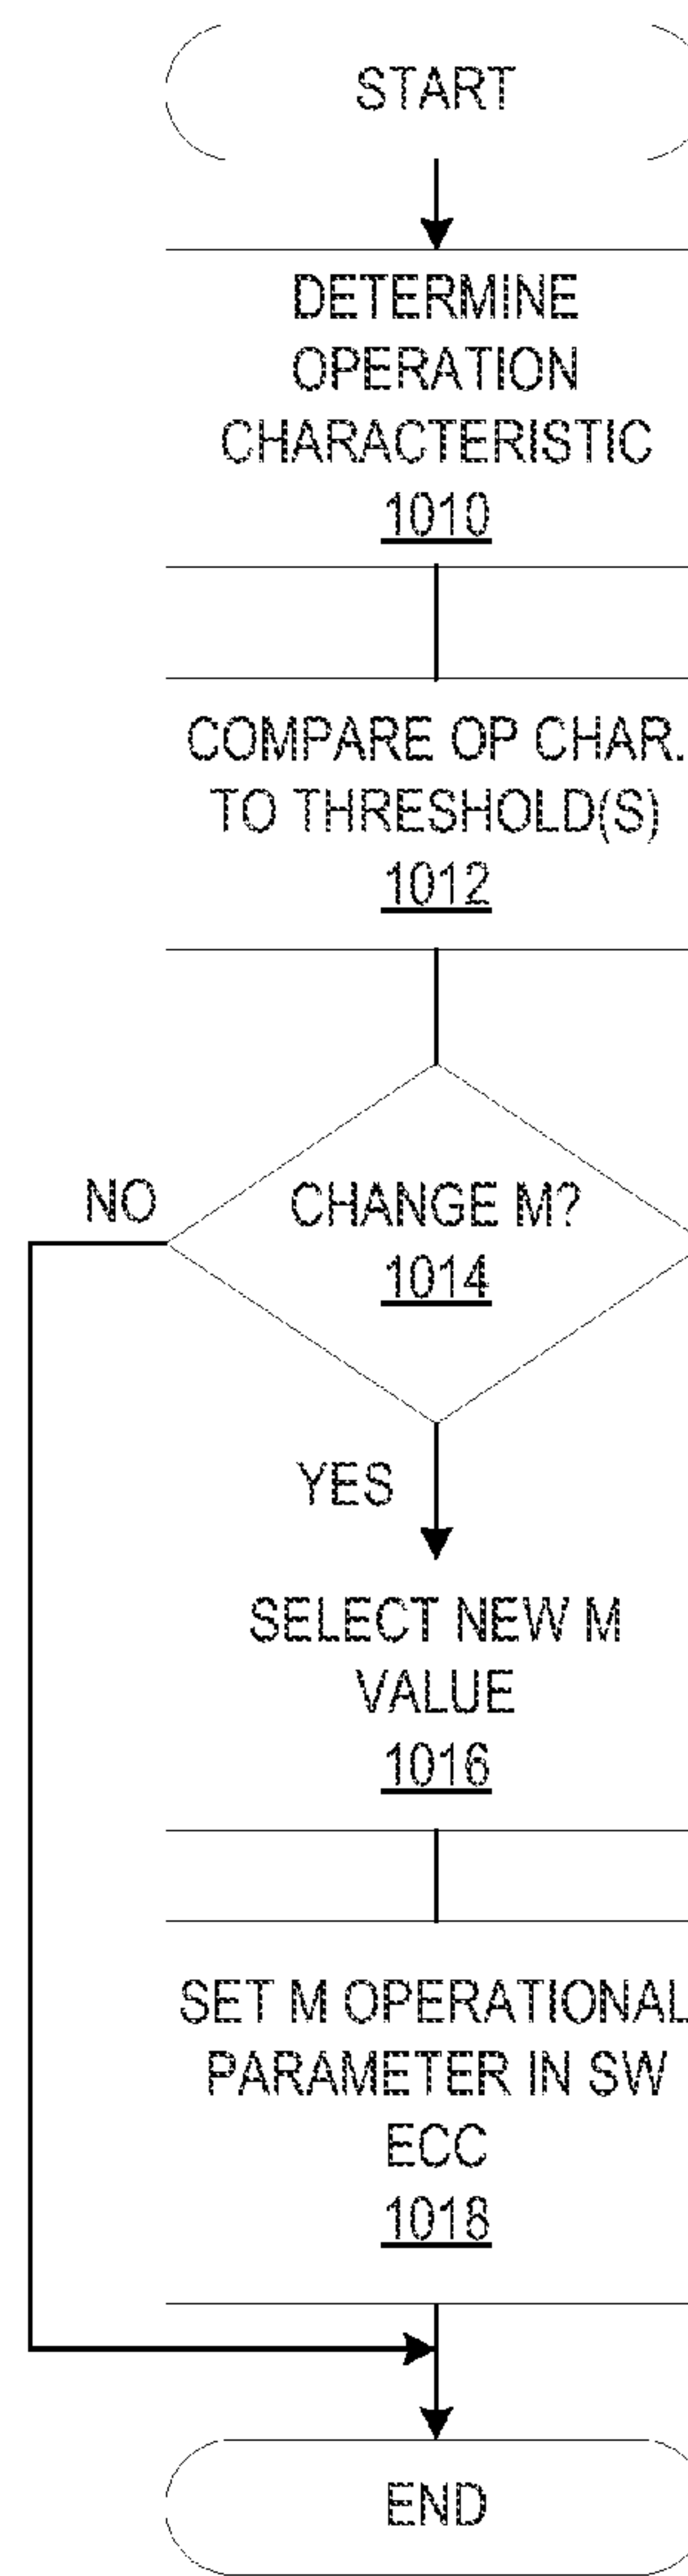 START
DETERMINE
OPERATION
CHARACTERISTIC
1010
COMPARE OP CHAR.
TO THRESHOLD(S)
1012
NO
CHANGE M?
1014
YES
SELECT NEW M
VALUE
1016
SET M OPERATIONAL
PARAMETER IN SW
ECC
1018
END